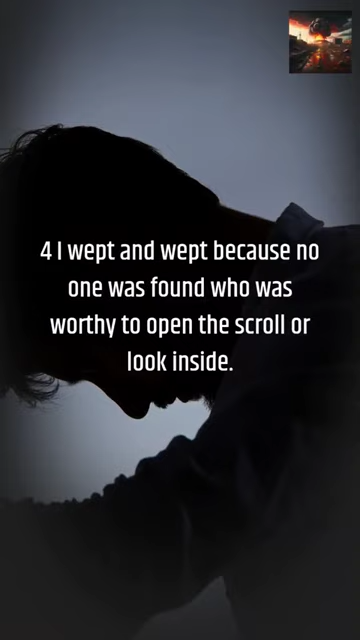 4 I wept and wept because no
one was found who was
worthy to open the scroll or
look inside.